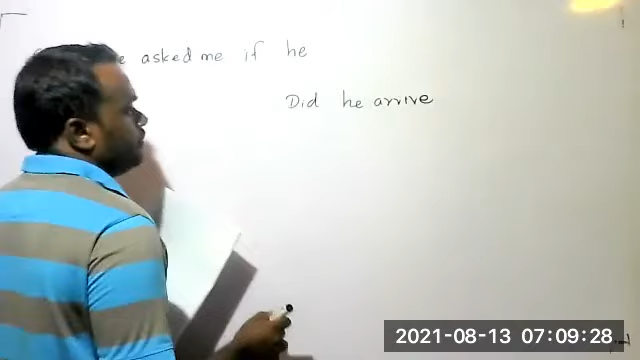 asked me if he
Did he arrive
2021-08-13 07:09:28